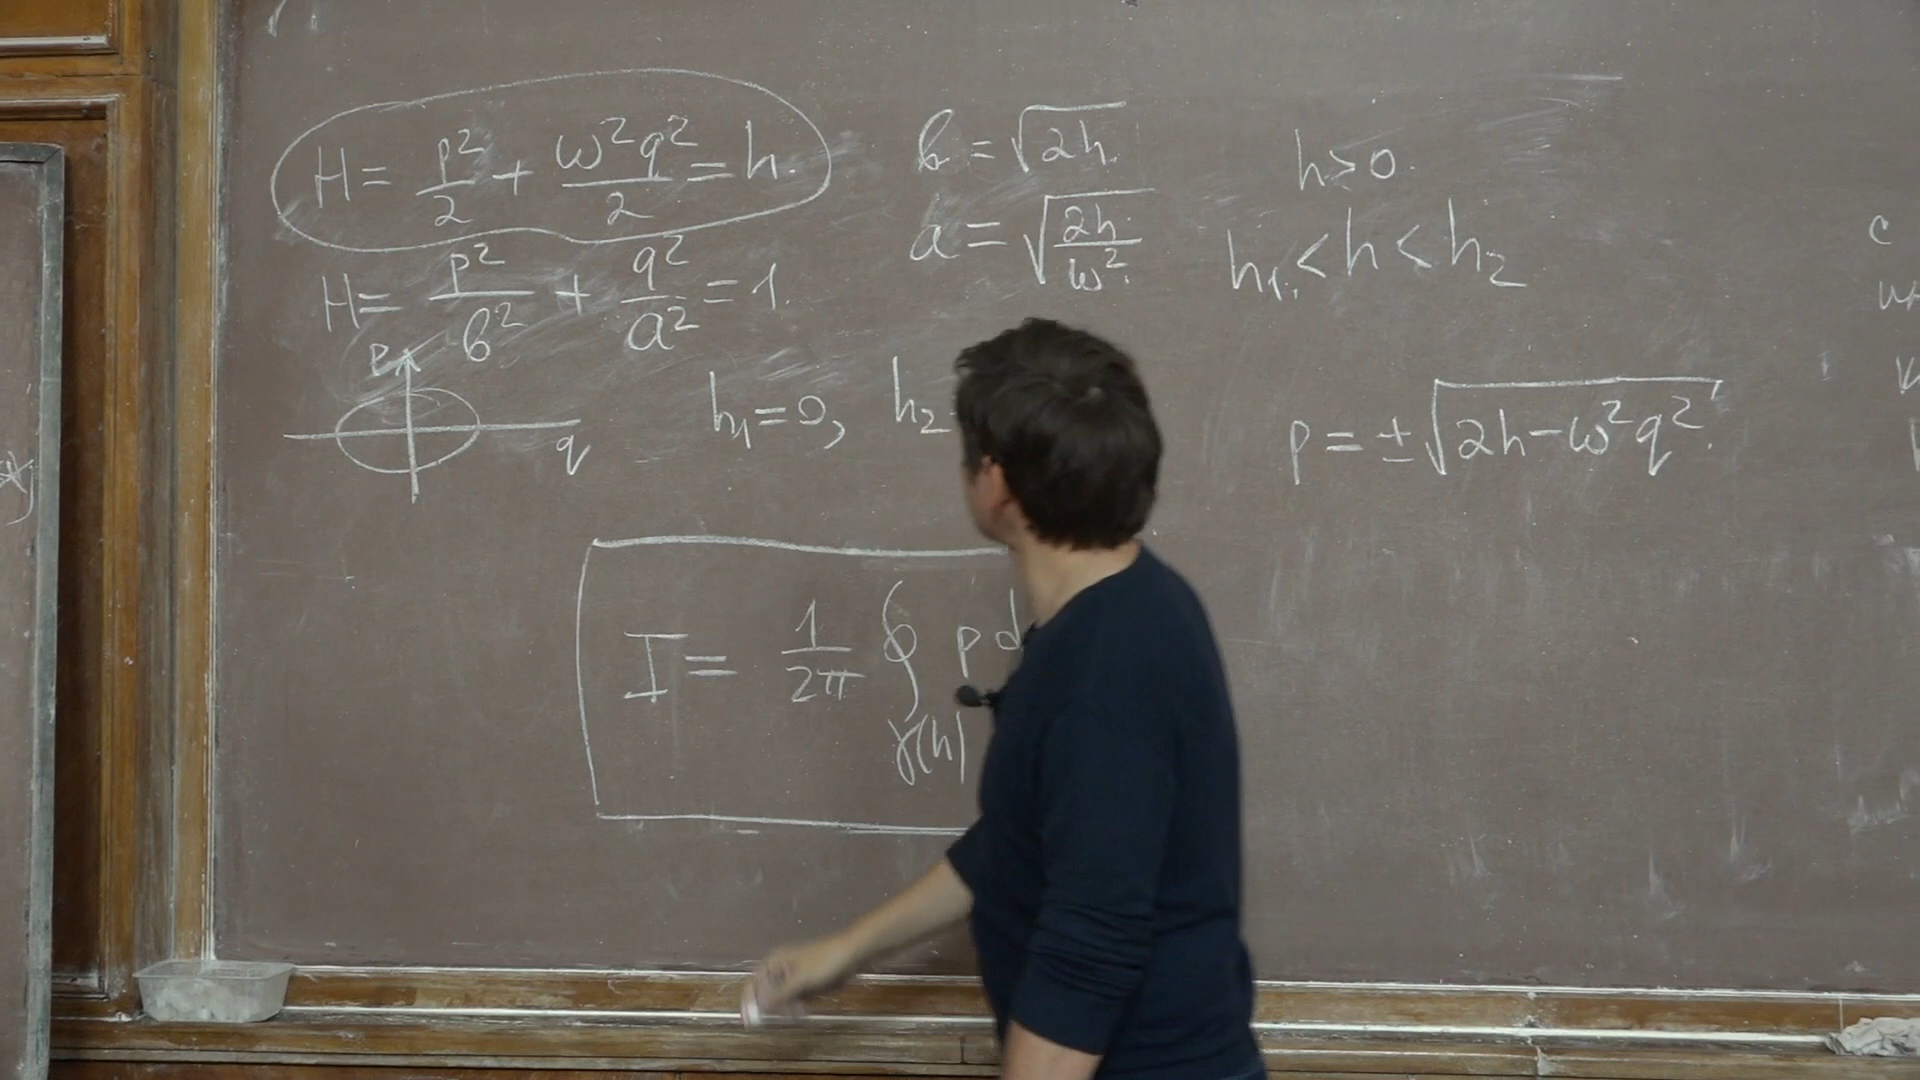 H = p²/2 + ω²q²/2 = h.
H = p²/b² + q²/a² = 1.
b = √2h.
a = √(2h/ω²).
h > 0.
h₁ < h < h₂
p
q
h₁ = 0, h₂
p = ±√(2h − ω²q²).
I = 1/2π ∮ p d
γ(h)